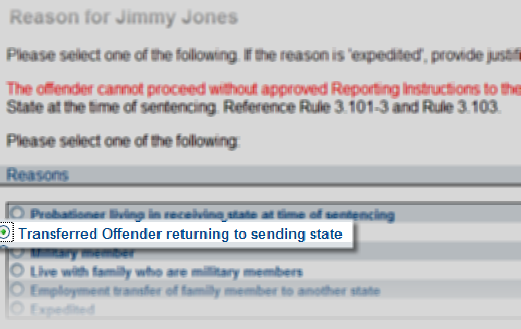 Reason for Jimmy Jones
Please select one of the following. If the reason is 'expedited', provide justifi
The offender cannot proceed without approved Reporting Instructions to the
State at the time of sentencing. Reference Rule 3.101-3 and Rule 3.103.
Please select one of the following:
Reasons
Probationer living in receiving state at time of sentencing
Transferred Offender returning to sending state
Military member
Live with family who are military members
Employment transfer of family member to another state
Expedited